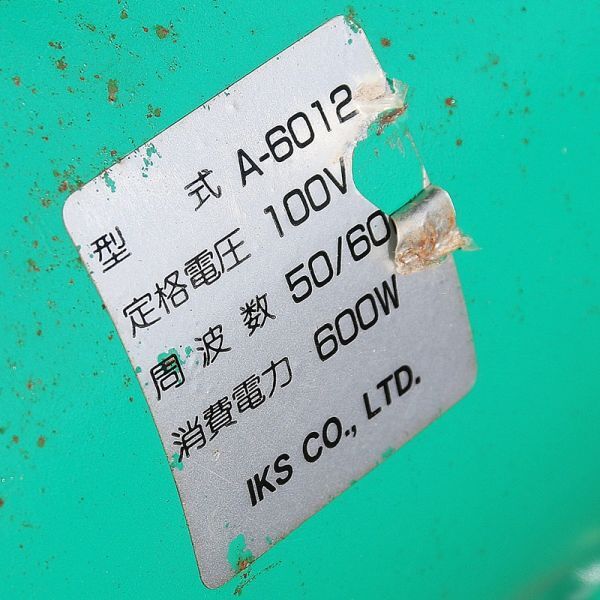 型 式 A-6012
定格電圧 100V
周波数 50/60
消費電力 600W
IKS CO., LTD.